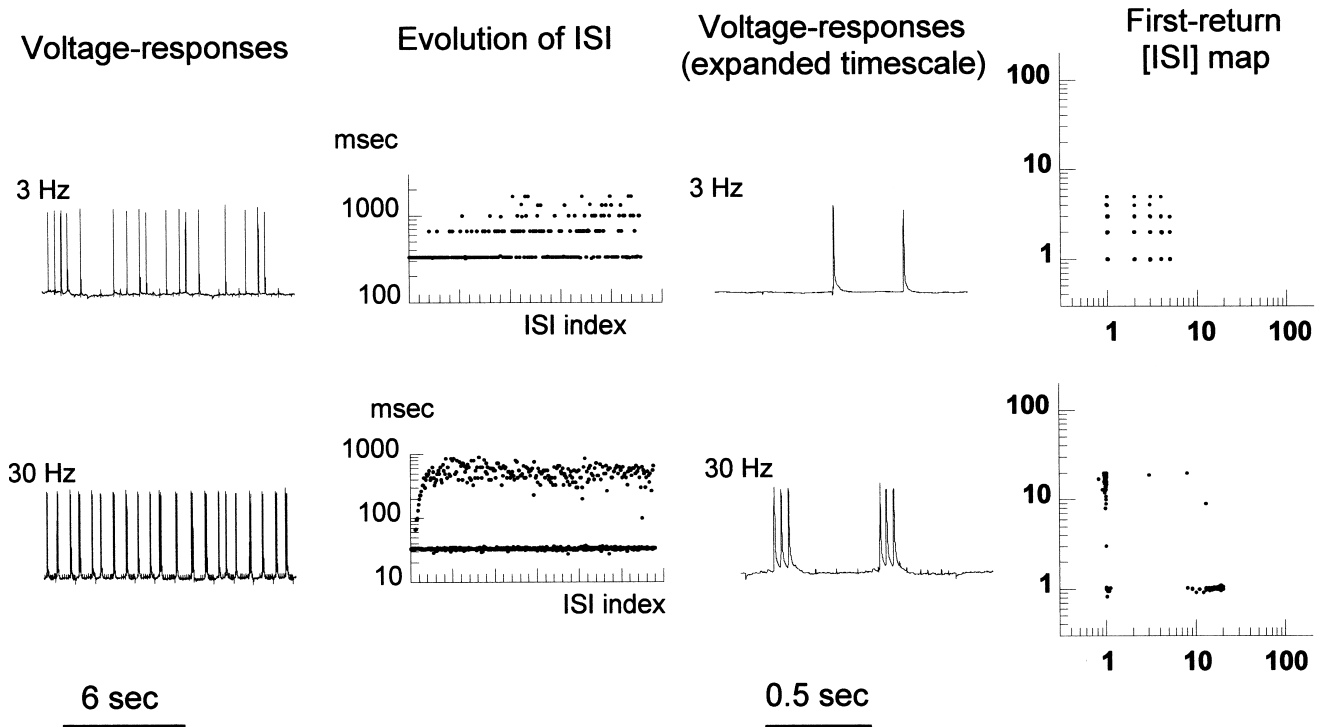 Voltage-responses
Evolution of ISI
Voltage-responses
(expanded timescale)
First-return
[ISI] map
3 Hz
msec
1000
100
ISI index
3 Hz
100
10
1
1
10
100
30 Hz
msec
1000
100
10
ISI index
30 Hz
100
10
1
1
10
100
6 sec
0.5 sec